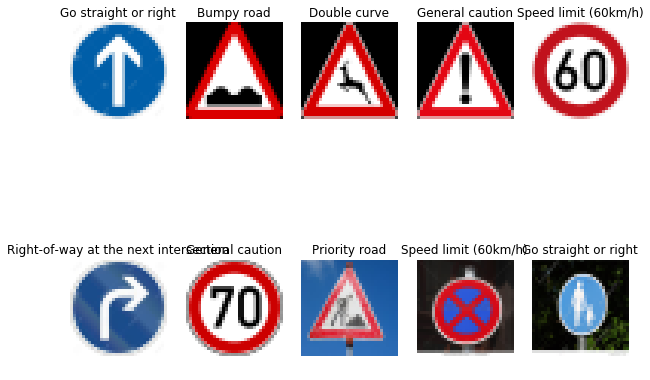 Go straight or right
Bumpy road
Double curve
General caution
Speed limit (60km/h)
60
Right-of-way at the next intersection
General caution
Priority road
Speed limit (60km/h)
Go straight or right
70